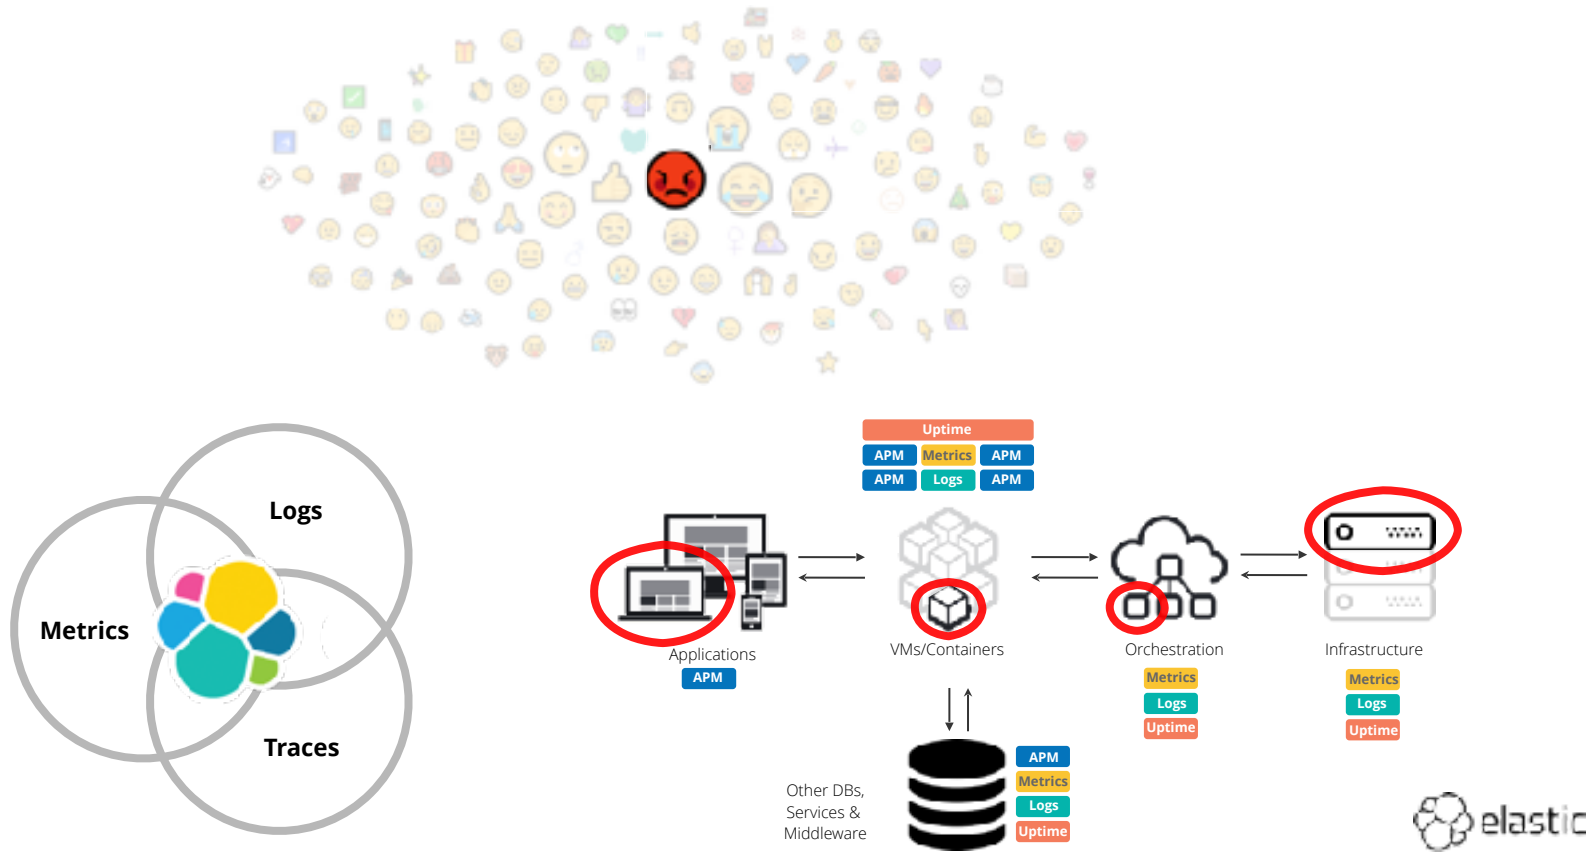 Logs
Metrics
Traces
Uptime
APM Metrics APM
APM Logs APM
Applications
APM
VMs/Containers
Orchestration
Metrics
Logs
Uptime
Infrastructure
Metrics
Logs
Uptime
Other DBs,
Services &
Middleware
APM
Metrics
Logs
Uptime
elastic